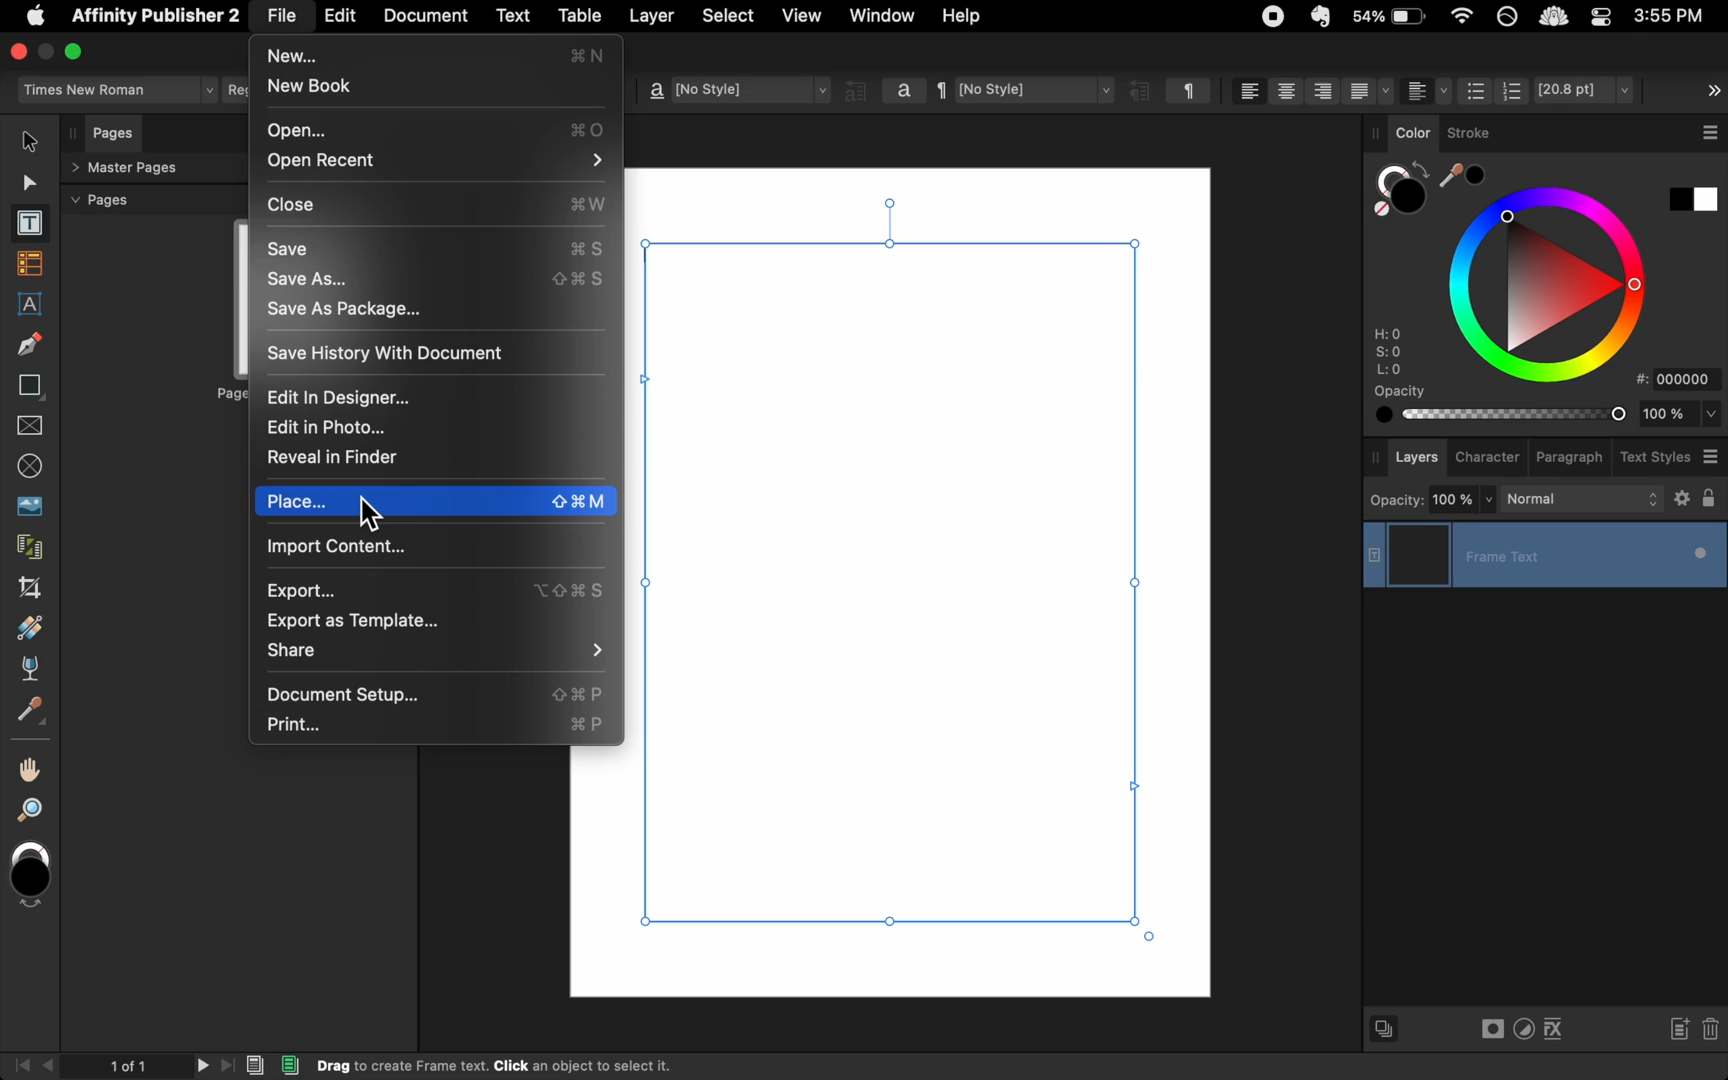 Affinity Publisher 2 File Edit Document Text Table Layer Select View Window Help 54% 3:55 PM
Times New Roman Reg [No Style] a [No Style] ¶ [20.8 pt]
Pages
Master Pages
Pages
Page
New... ⌘ N
New Book
Open... ⌘ O
Open Recent >
Close ⌘ W
Save ⌘ S
Save As... ⇧ ⌘ S
Save As Package...
Save History With Document
Edit In Designer...
Edit in Photo...
Reveal in Finder
Place... ⇧ ⌘ M
Import Content...
Export... ⌥ ⇧ ⌘ S
Export as Template...
Share >
Document Setup... ⇧ ⌘ P
Print... ⌘ P
Color Stroke
H: 0
S: 0
L: 0
#: 000000
Opacity
100 %
Layers Character Paragraph Text Styles
Opacity: 100 % Normal
Frame Text
1 of 1
Drag to create Frame text. Click an object to select it.